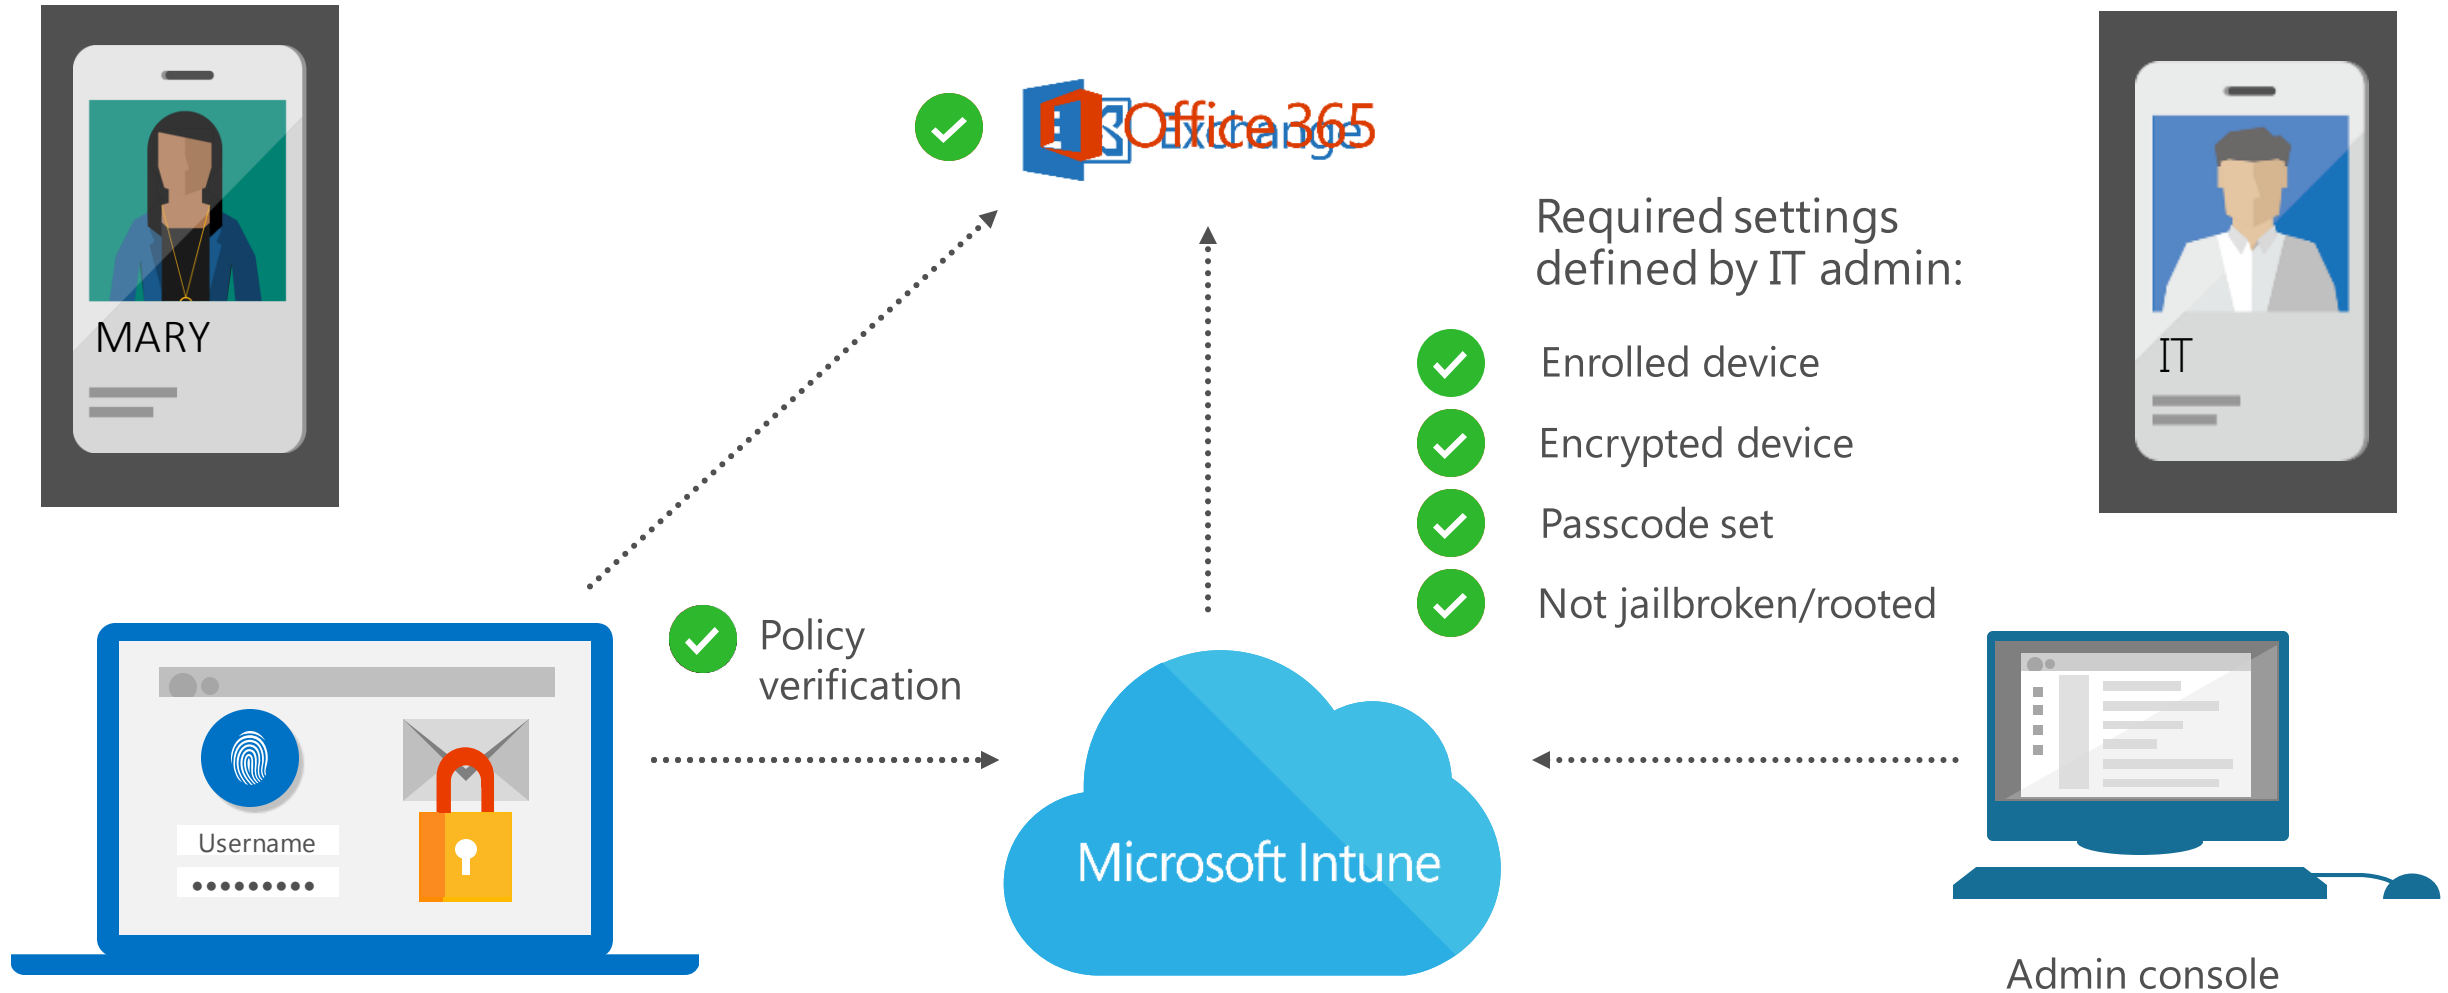 MARY
Office 365
Exchange
Required settings
defined by IT admin:
Enrolled device
Encrypted device
Passcode set
Not jailbroken/rooted
IT
Policy
verification
Username
Microsoft Intune
Admin console